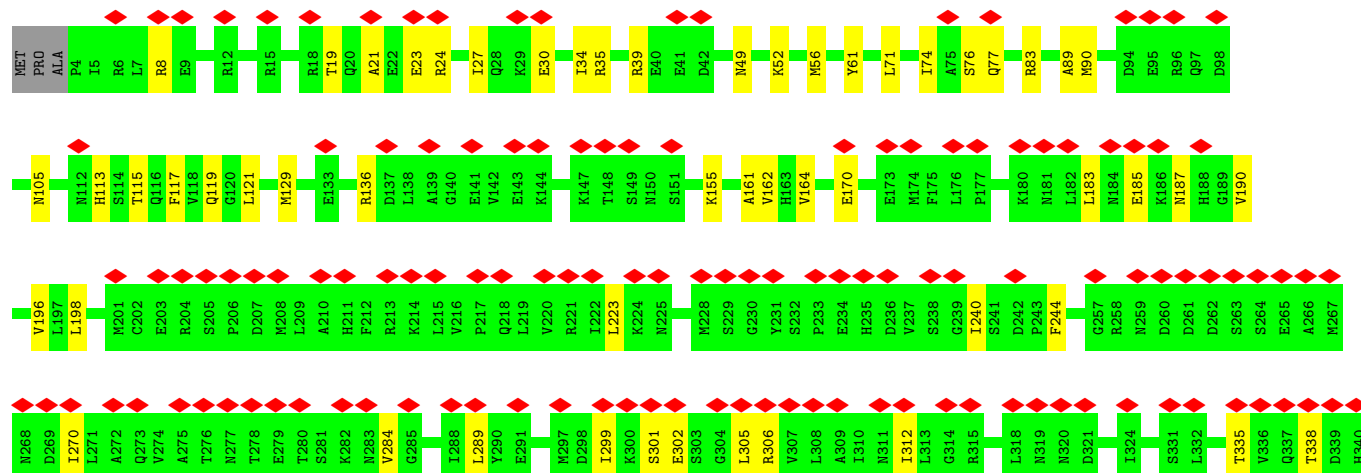 MET PRO ALA P4 I5 R6 L7 R8 E9 R12 R15 R18 T19 Q20 A21 E22 E23 R24 I27 Q28 K29 E30 I34 R35 R39 E40 E41 D42 N49 K52 M56 Y61 L71 I74 A75 S76 Q77 R83 A89 M90 D94 E95 R96 Q97 D98
N105 N112 H113 S114 T115 Q116 F117 V118 Q119 G120 L121 M129 E133 R136 D137 L138 A139 G140 E141 V142 E143 K144 K147 T148 S149 N150 S151 K155 A161 V162 H163 V164 E170 E173 M174 F175 L176 P177 K180 N181 L182 L183 N184 E185 K186 N187 H188 G189 V190
V196 L197 L198 M201 C202 E203 R204 S205 P206 D207 M208 L209 A210 H211 F212 R213 K214 L215 V216 P217 Q218 L219 V220 R221 I222 L223 K224 N225 M228 S229 G230 Y231 S232 P233 E234 H235 D236 V237 S238 G239 I240 S241 D242 P243 F244 G257 R258 N259 D260 D261 D262 S263 S264 E265 A266 M267
N268 D269 I270 L271 A272 Q273 V274 A275 T276 N277 T278 E279 T280 S281 K282 N283 V284 G285 I288 L289 Y290 E291 M297 D298 I299 K300 S301 E302 S303 G304 L305 R306 V307 L308 A309 I310 N311 I312 L313 G314 R315 L318 N319 N320 D321 I324 S331 L332 T335 V336 Q337 T338 D339